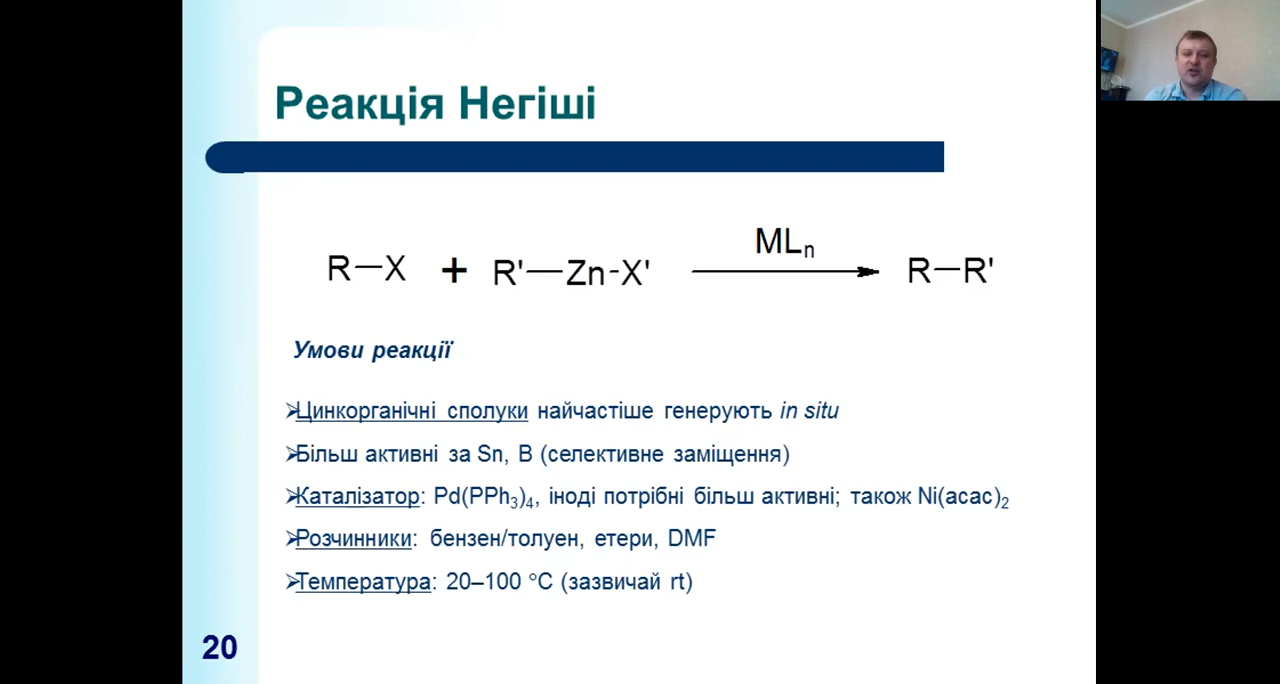 Реакція Негіші
R—X + R'—Zn-X' MLn R—R'
Умови реакції
➢Цинкорганічні сполуки найчастіше генерують in situ
➢Більш активні за Sn, B (селективне заміщення)
➢Каталізатор: Pd(PPh3)4, іноді потрібні більш активні; також Ni(acac)2
➢Розчинники: бензен/толуен, етери, DMF
➢Температура: 20–100 °C (зазвичай rt)
20